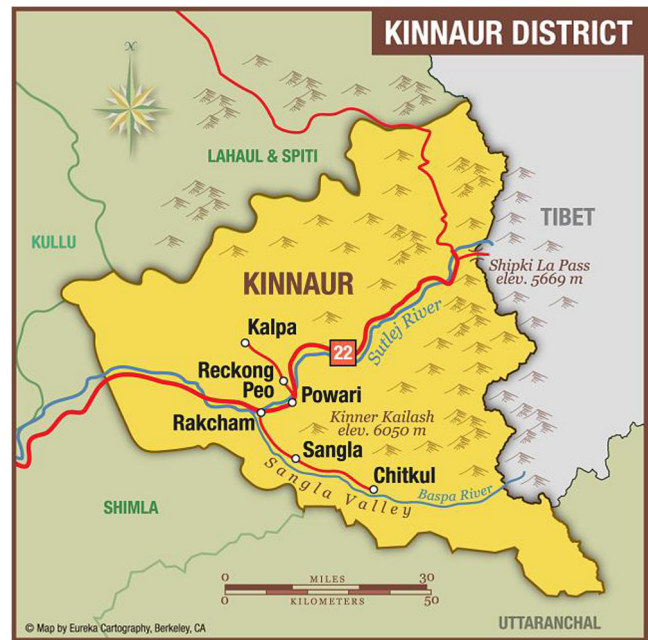 KINNAUR DISTRICT
N
LAHAUL & SPITI
TIBET
KULLU
Shipki La Pass
elev. 5669 m
KINNAUR
Sutlej River
Kalpa
22
Reckong
Peo
Powari
Rakcham
Kinner Kailash
elev. 6050 m
Sangla
Chitkul
Sangla Valley
Baspa River
SHIMLA
0 MILES 30
0 KILOMETERS 50
© Map by Eureka Cartography, Berkeley, CA
UTTARANCHAL